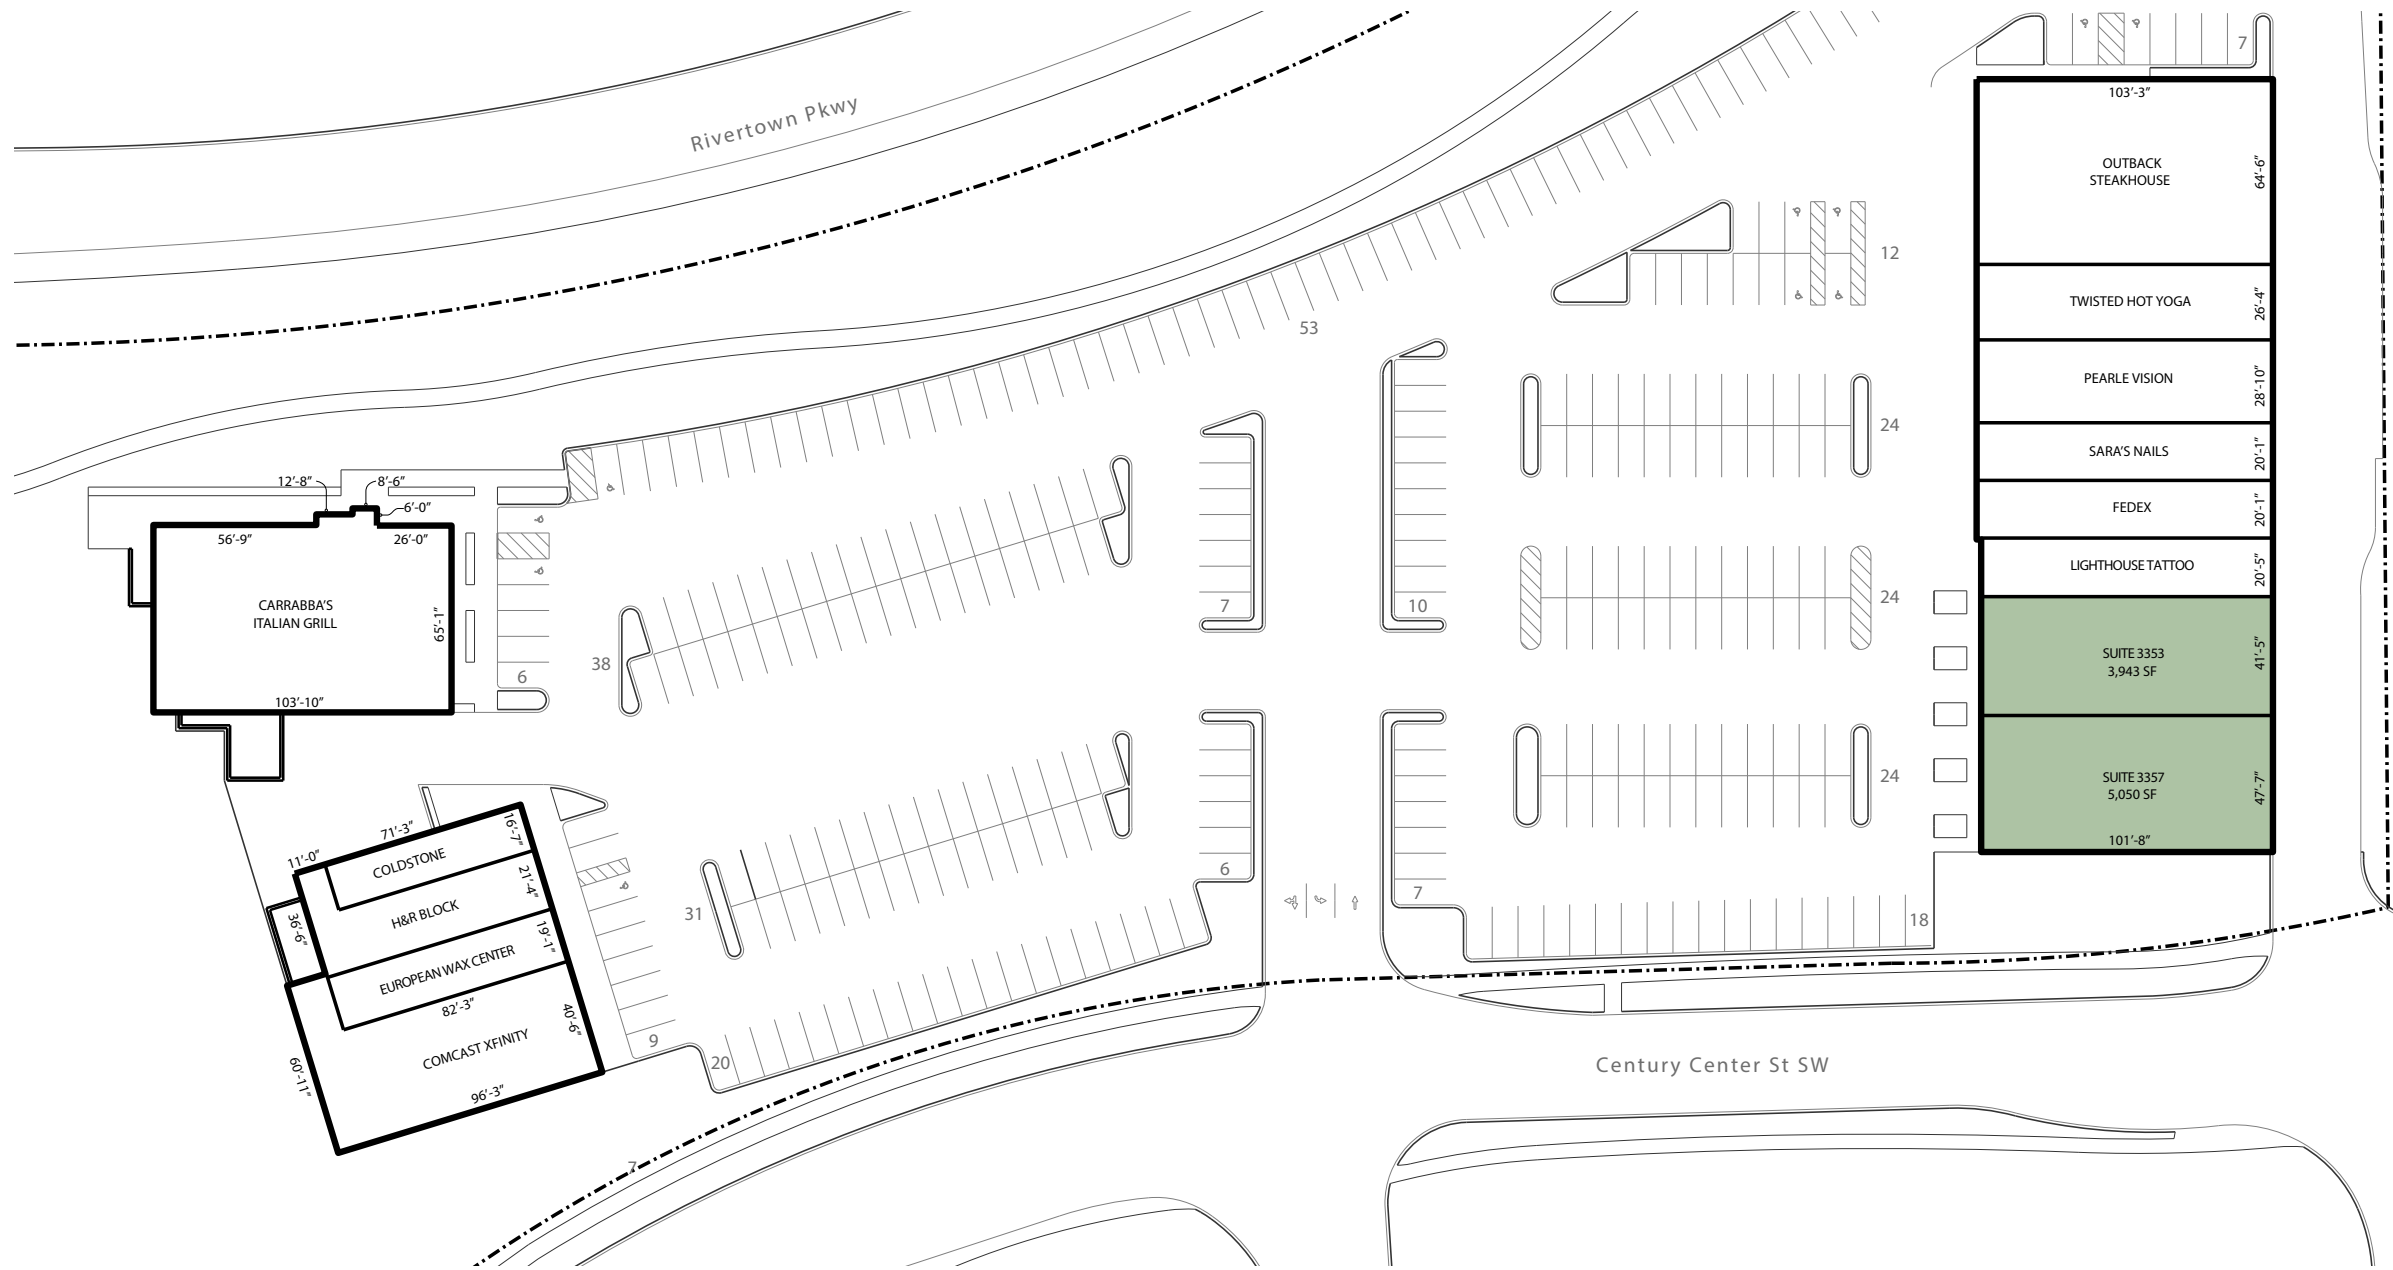 Rivertown Pkwy
7
103'-3"
OUTBACK
STEAKHOUSE
64'-6"
12
TWISTED HOT YOGA
26'-4"
53
PEARLE VISION
28'-10"
24
SARA'S NAILS
20'-1"
FEDEX
20'-1"
LIGHTHOUSE TATTOO
20'-5"
24
SUITE 3353
3,943 SF
41'-5"
SUITE 3357
5,050 SF
47'-7"
101'-8"
24
18
12'-8"
8'-6"
6'-0"
56'-9"
26'-0"
CARRABBA'S
ITALIAN GRILL
65'-1"
103'-10"
6
38
7
10
71'-3"
11'-0"
16'-7"
COLDSTONE
21'-4"
H&R BLOCK
36'-6"
19'-1"
EUROPEAN WAX CENTER
82'-3"
40'-6"
COMCAST XFINITY
60'-11"
96'-3"
31
6
7
9
20
7
Century Center St SW